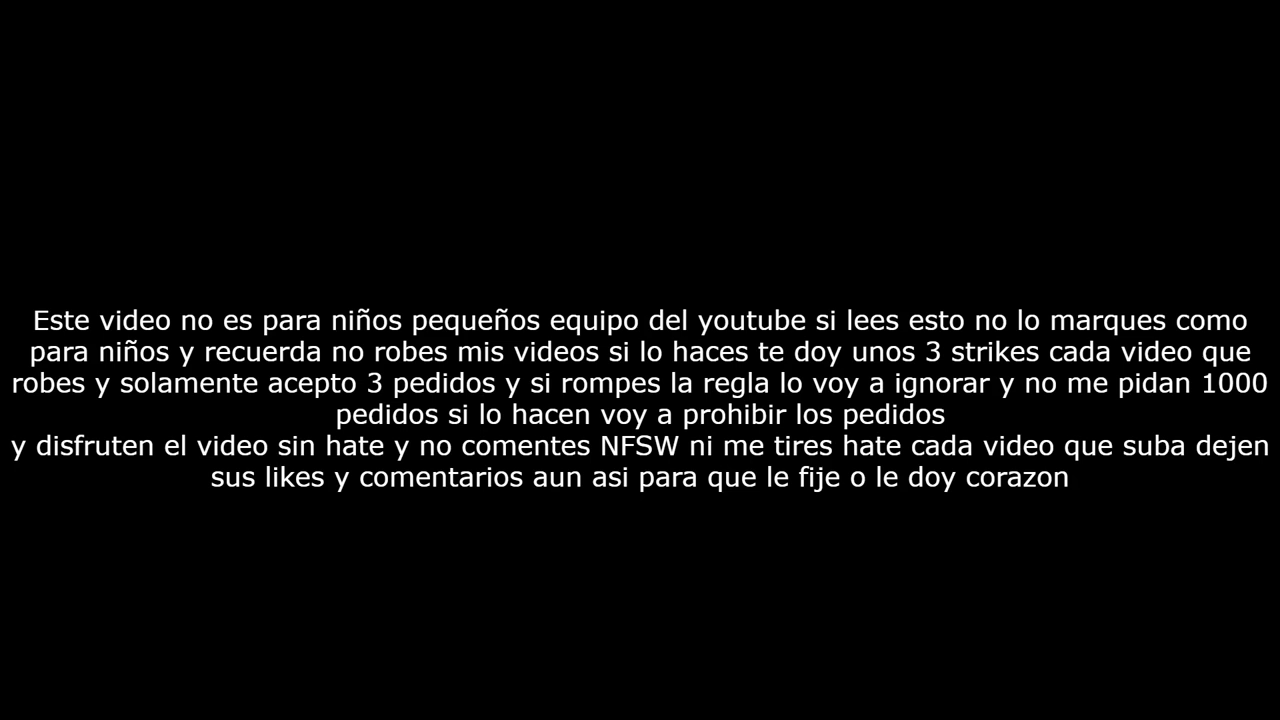 Este video no es para niños pequeños equipo del youtube si lees esto no lo marques como
para niños y recuerda no robes mis videos si lo haces te doy unos 3 strikes cada video que
robes y solamente acepto 3 pedidos y si rompes la regla lo voy a ignorar y no me pidan 1000
pedidos si lo hacen voy a prohibir los pedidos
y disfruten el video sin hate y no comentes NFSW ni me tires hate cada video que suba dejen
sus likes y comentarios aun asi para que le fije o le doy corazon